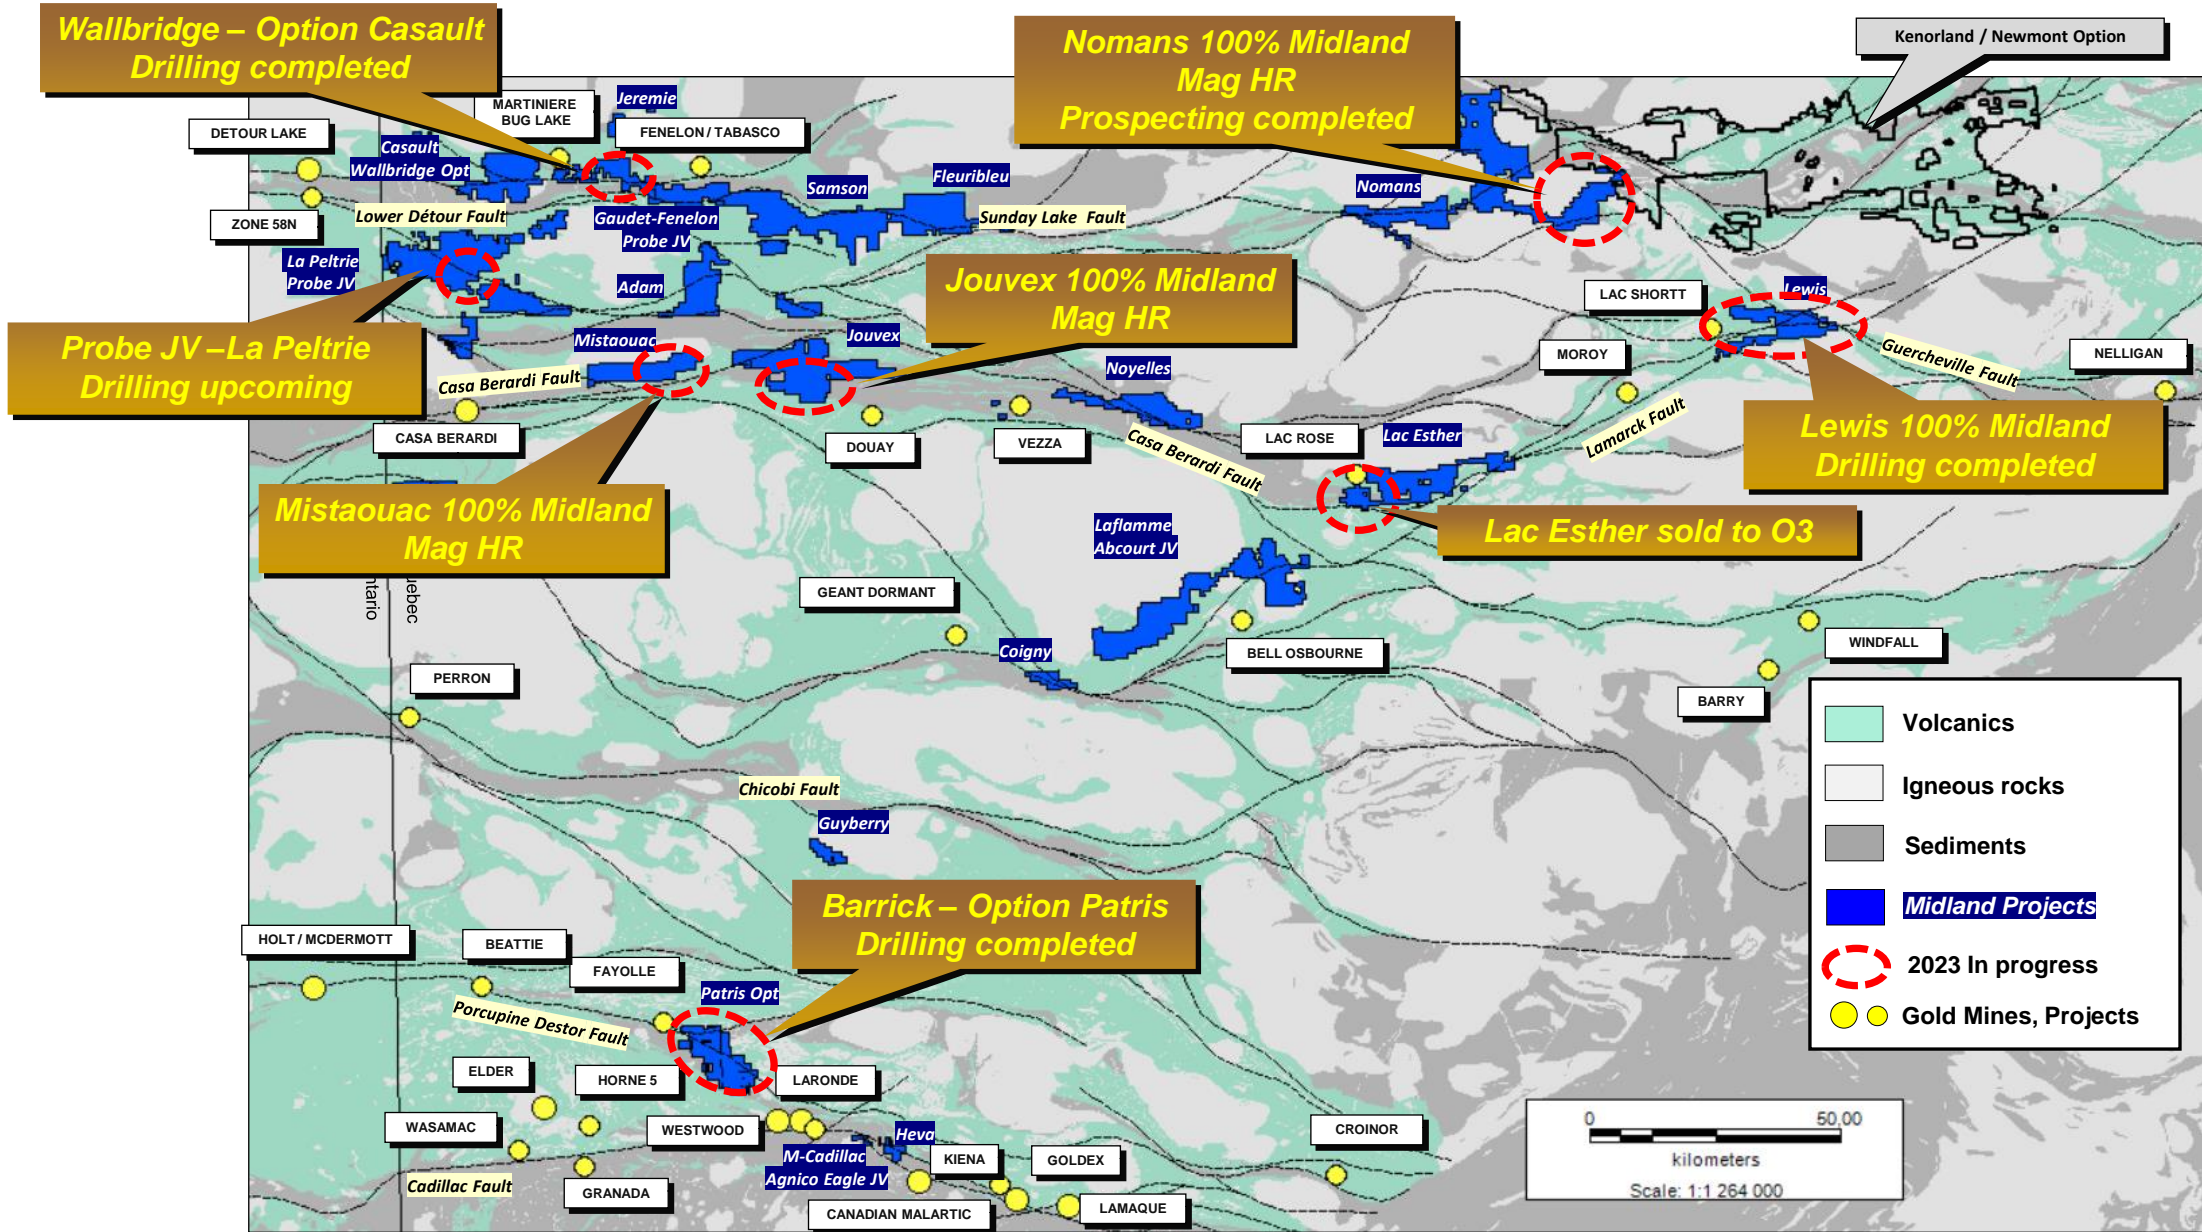 Wallbridge – Option Casault
Drilling completed
Nomans 100% Midland
Mag HR
Prospecting completed
Kenorland / Newmont Option
MARTINIERE
BUG LAKE
Jeremie
DETOUR LAKE
FENELON / TABASCO
Casault
Wallbridge Opt
Samson
Fleuribleu
Nomans
ZONE 58N
Lower Détour Fault
Gaudet-Fenelon
Probe JV
Sunday Lake Fault
La Peltrie
Probe JV
Adam
Jouvex 100% Midland
Mag HR
LAC SHORTT
Lewis
Probe JV –La Peltrie
Drilling upcoming
Mistaouac
Jouvex
MOROY
Guercheville Fault
NELLIGAN
Casa Berardi Fault
Noyelles
CASA BERARDI
DOUAY
VEZZA
Casa Berardi Fault
LAC ROSE
Lac Esther
Lamarck Fault
Lewis 100% Midland
Drilling completed
Mistaouac 100% Midland
Mag HR
Laflamme
Abcourt JV
Lac Esther sold to O3
uebec
ntario
GEANT DORMANT
Coigny
BELL OSBOURNE
WINDFALL
PERRON
BARRY
Volcanics
Igneous rocks
Sediments
Midland Projects
2023 In progress
Gold Mines, Projects
Chicobi Fault
Guyberry
Barrick – Option Patris
Drilling completed
HOLT / MCDERMOTT
BEATTIE
FAYOLLE
Patris Opt
Porcupine Destor Fault
ELDER
HORNE 5
LARONDE
WASAMAC
WESTWOOD
Heva
CROINOR
M-Cadillac
Agnico Eagle JV
KIENA
GOLDEX
Cadillac Fault
GRANADA
CANADIAN MALARTIC
LAMAQUE
0 50,00
kilometers
Scale: 1:1 264 000